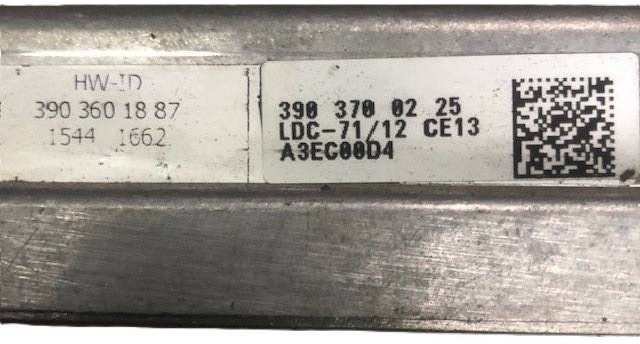 HW-ID
390 360 18 87
1544 1662
390 370 02 25
LDC-71/12 CE13
A3EC00D4